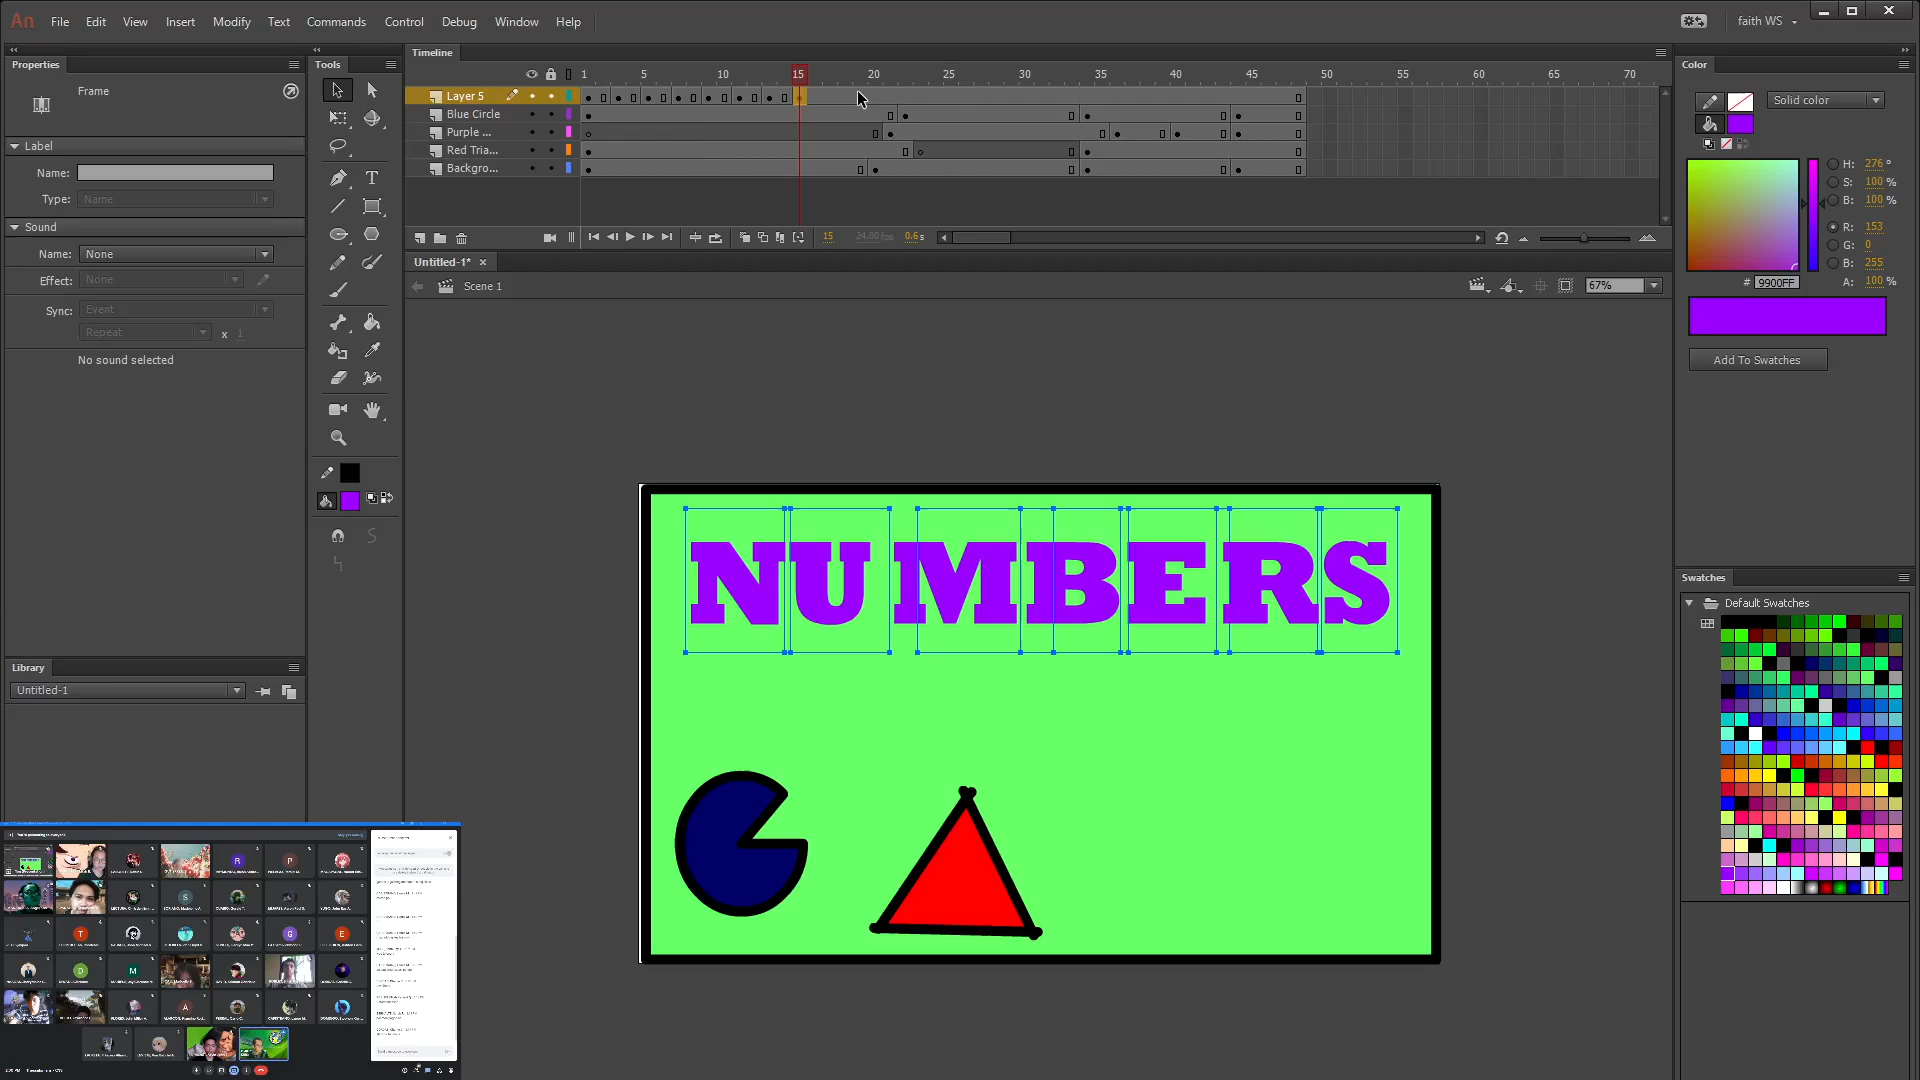 An File Edit View Insert Modify Text Commands Control Debug Window Help faith WS
Properties
Frame
Label
Name:
Type: Name
Sound
Name: None
Effect: None
Sync: Event
Repeat x 1
No sound selected
Library
Untitled-1
Tools
Timeline
1 5 10 15 20 25 30 35 40 45 50 55 60 65 70
Layer 5
Blue Circle
Purple ...
Red Tria...
Backgro...
15 24.00 fps 0.6s
Untitled-1*
Scene 1
67%
NUMBERS
Color
Solid color
H: 276 °
S: 100 %
B: 100 %
R: 153
G: 0
B: 255
# 9900FF A: 100 %
Add To Swatches
Swatches
Default Swatches